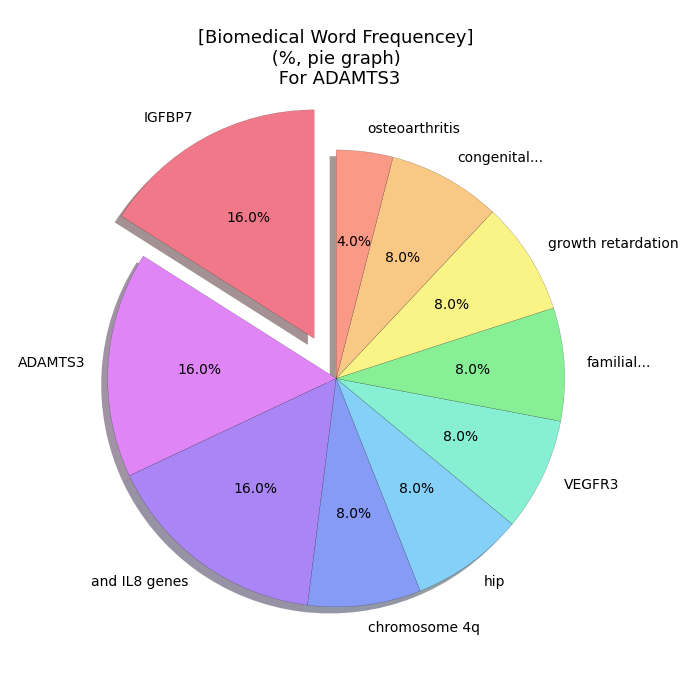 [Biomedical Word Frequencey]
(%, pie graph)
For ADAMTS3
IGFBP7
osteoarthritis
congenital...
growth retardation
familial...
VEGFR3
hip
chromosome 4q
and IL8 genes
ADAMTS3
16.0%
4.0%
8.0%
8.0%
8.0%
8.0%
8.0%
8.0%
16.0%
16.0%